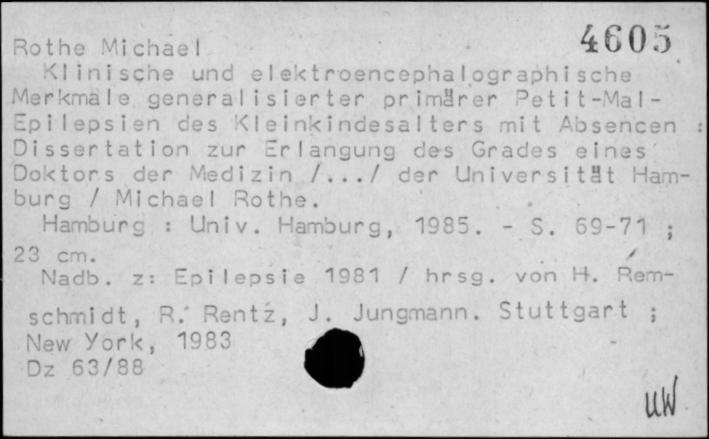 4605
Rothe Michael
Klinische und elektroencephalographische
Merkmale generalisierter primärer Petit-Mal-
Epilepsien des Kleinkindesalters mit Absencen :
Dissertation zur Erlangung des Grades eines
Doktors der Medizin /.../ der Universität Ham-
burg / Michael Rothe.
Hamburg : Univ. Hamburg, 1985. - S. 69-71 ;
23 cm.
Nadb. z: Epilepsie 1981 / hrsg. von H. Rem-
schmidt, R. Rentz, J. Jungmann. Stuttgart ;
New York, 1983
Dz 63/88
UW